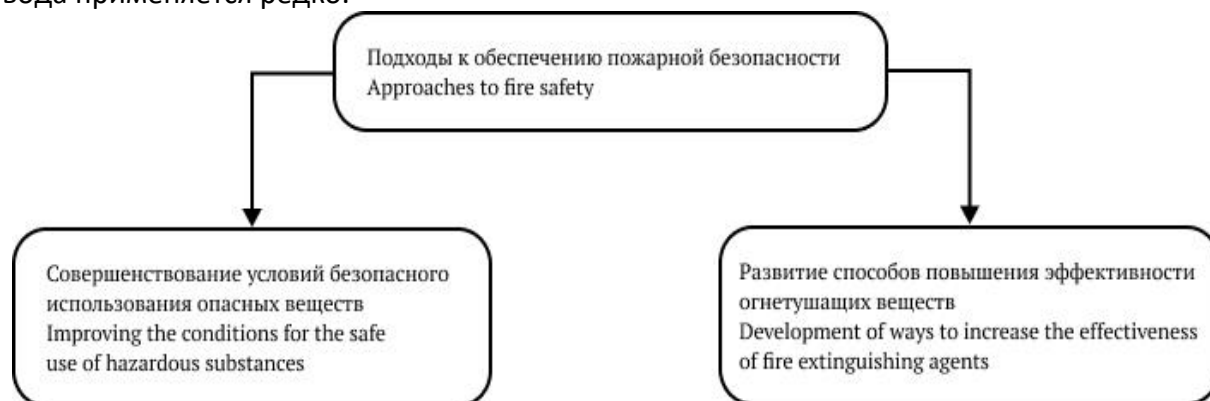 вода применяется редко.
Подходы к обеспечению пожарной безопасности
Approaches to fire safety
Совершенствование условий безопасного
использования опасных веществ
Improving the conditions for the safe
use of hazardous substances
Развитие способов повышения эффективности
огнетушащих веществ
Development of ways to increase the effectiveness
of fire extinguishing agents